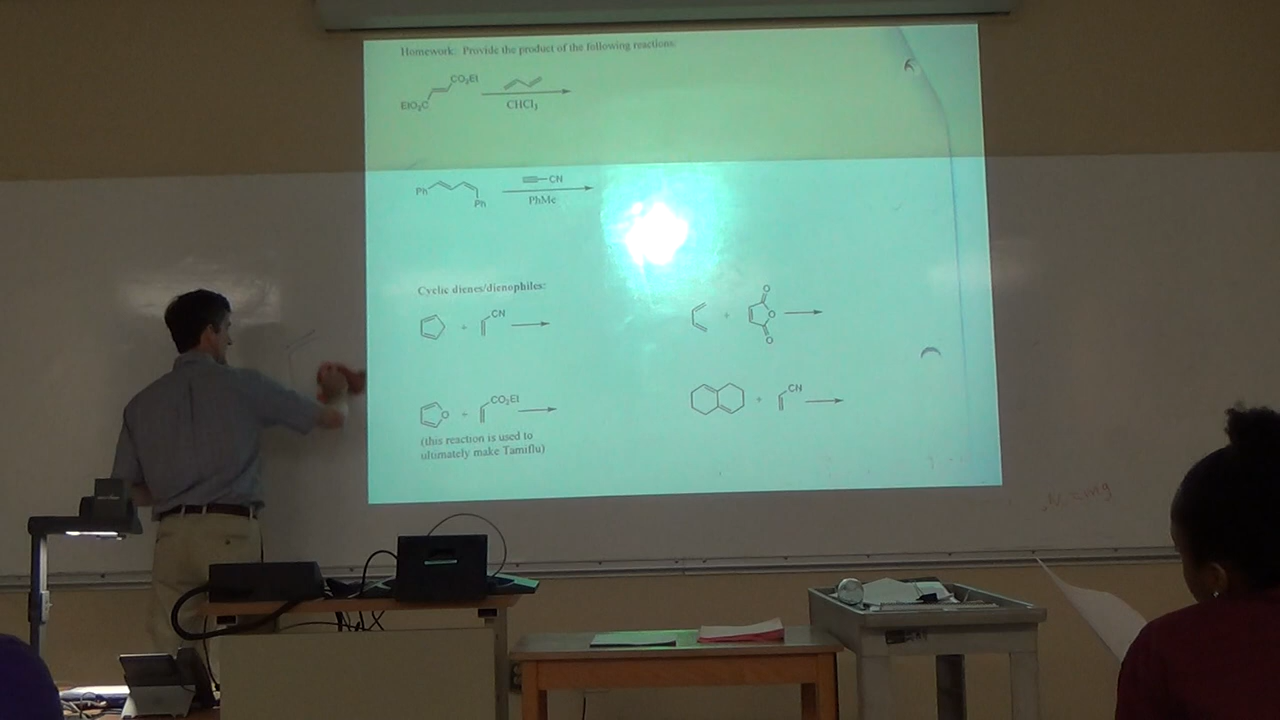 Homework: Provide the product of the following reactions:
CO₂Et
EtO₂C
CHCl₃
Ph
Ph
CN
PhMe
Cyclic dienes/dienophiles:
+
CN
+
O
O
O
O
+
CO₂Et
(this reaction is used to
ultimately make Tamiflu)
+
CN
=mg